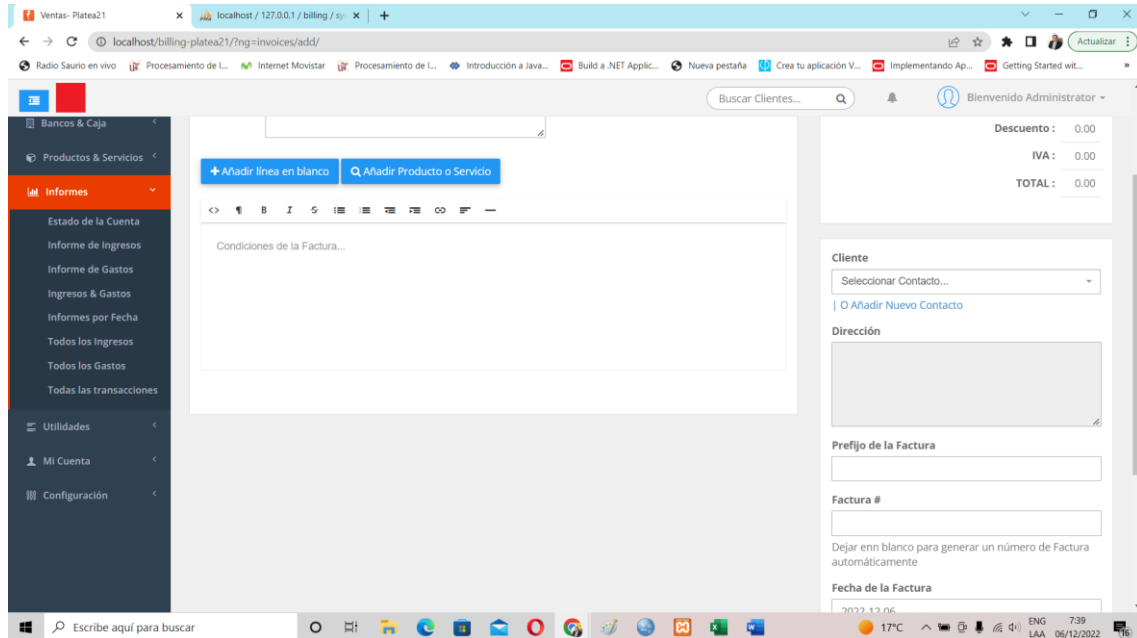 Ventas- Platea21
localhost / 127.0.0.1 / billing / sy
localhost/billing-platea21/?ng=invoices/add/
Actualizar
Radio Saurio en vivo
Procesamiento de l...
Internet Movistar
Procesamiento de l...
Introducción a Java...
Build a .NET Applic...
Nueva pestaña
Crea tu aplicación V...
Implementando Ap...
Getting Started wit...
»
Buscar Clientes...
Bienvenido Administrator
Bancos & Caja
Productos & Servicios
Informes
Estado de la Cuenta
Informe de Ingresos
Informe de Gastos
Ingresos & Gastos
Informes por Fecha
Todos los Ingresos
Todos los Gastos
Todas las transacciones
Utilidades
Mi Cuenta
Configuración
Añadir línea en blanco
Añadir Producto o Servicio
<> ¶ B I S
Condiciones de la Factura...
Descuento : 0.00
IVA : 0.00
TOTAL : 0.00
Cliente
Seleccionar Contacto...
| O Añadir Nuevo Contacto
Dirección
Prefijo de la Factura
Factura #
Dejar enn blanco para generar un número de Factura
automáticamente
Fecha de la Factura
2022-12-06
Escribe aquí para buscar
17°C
ENG
LAA
7:39
06/12/2022
16